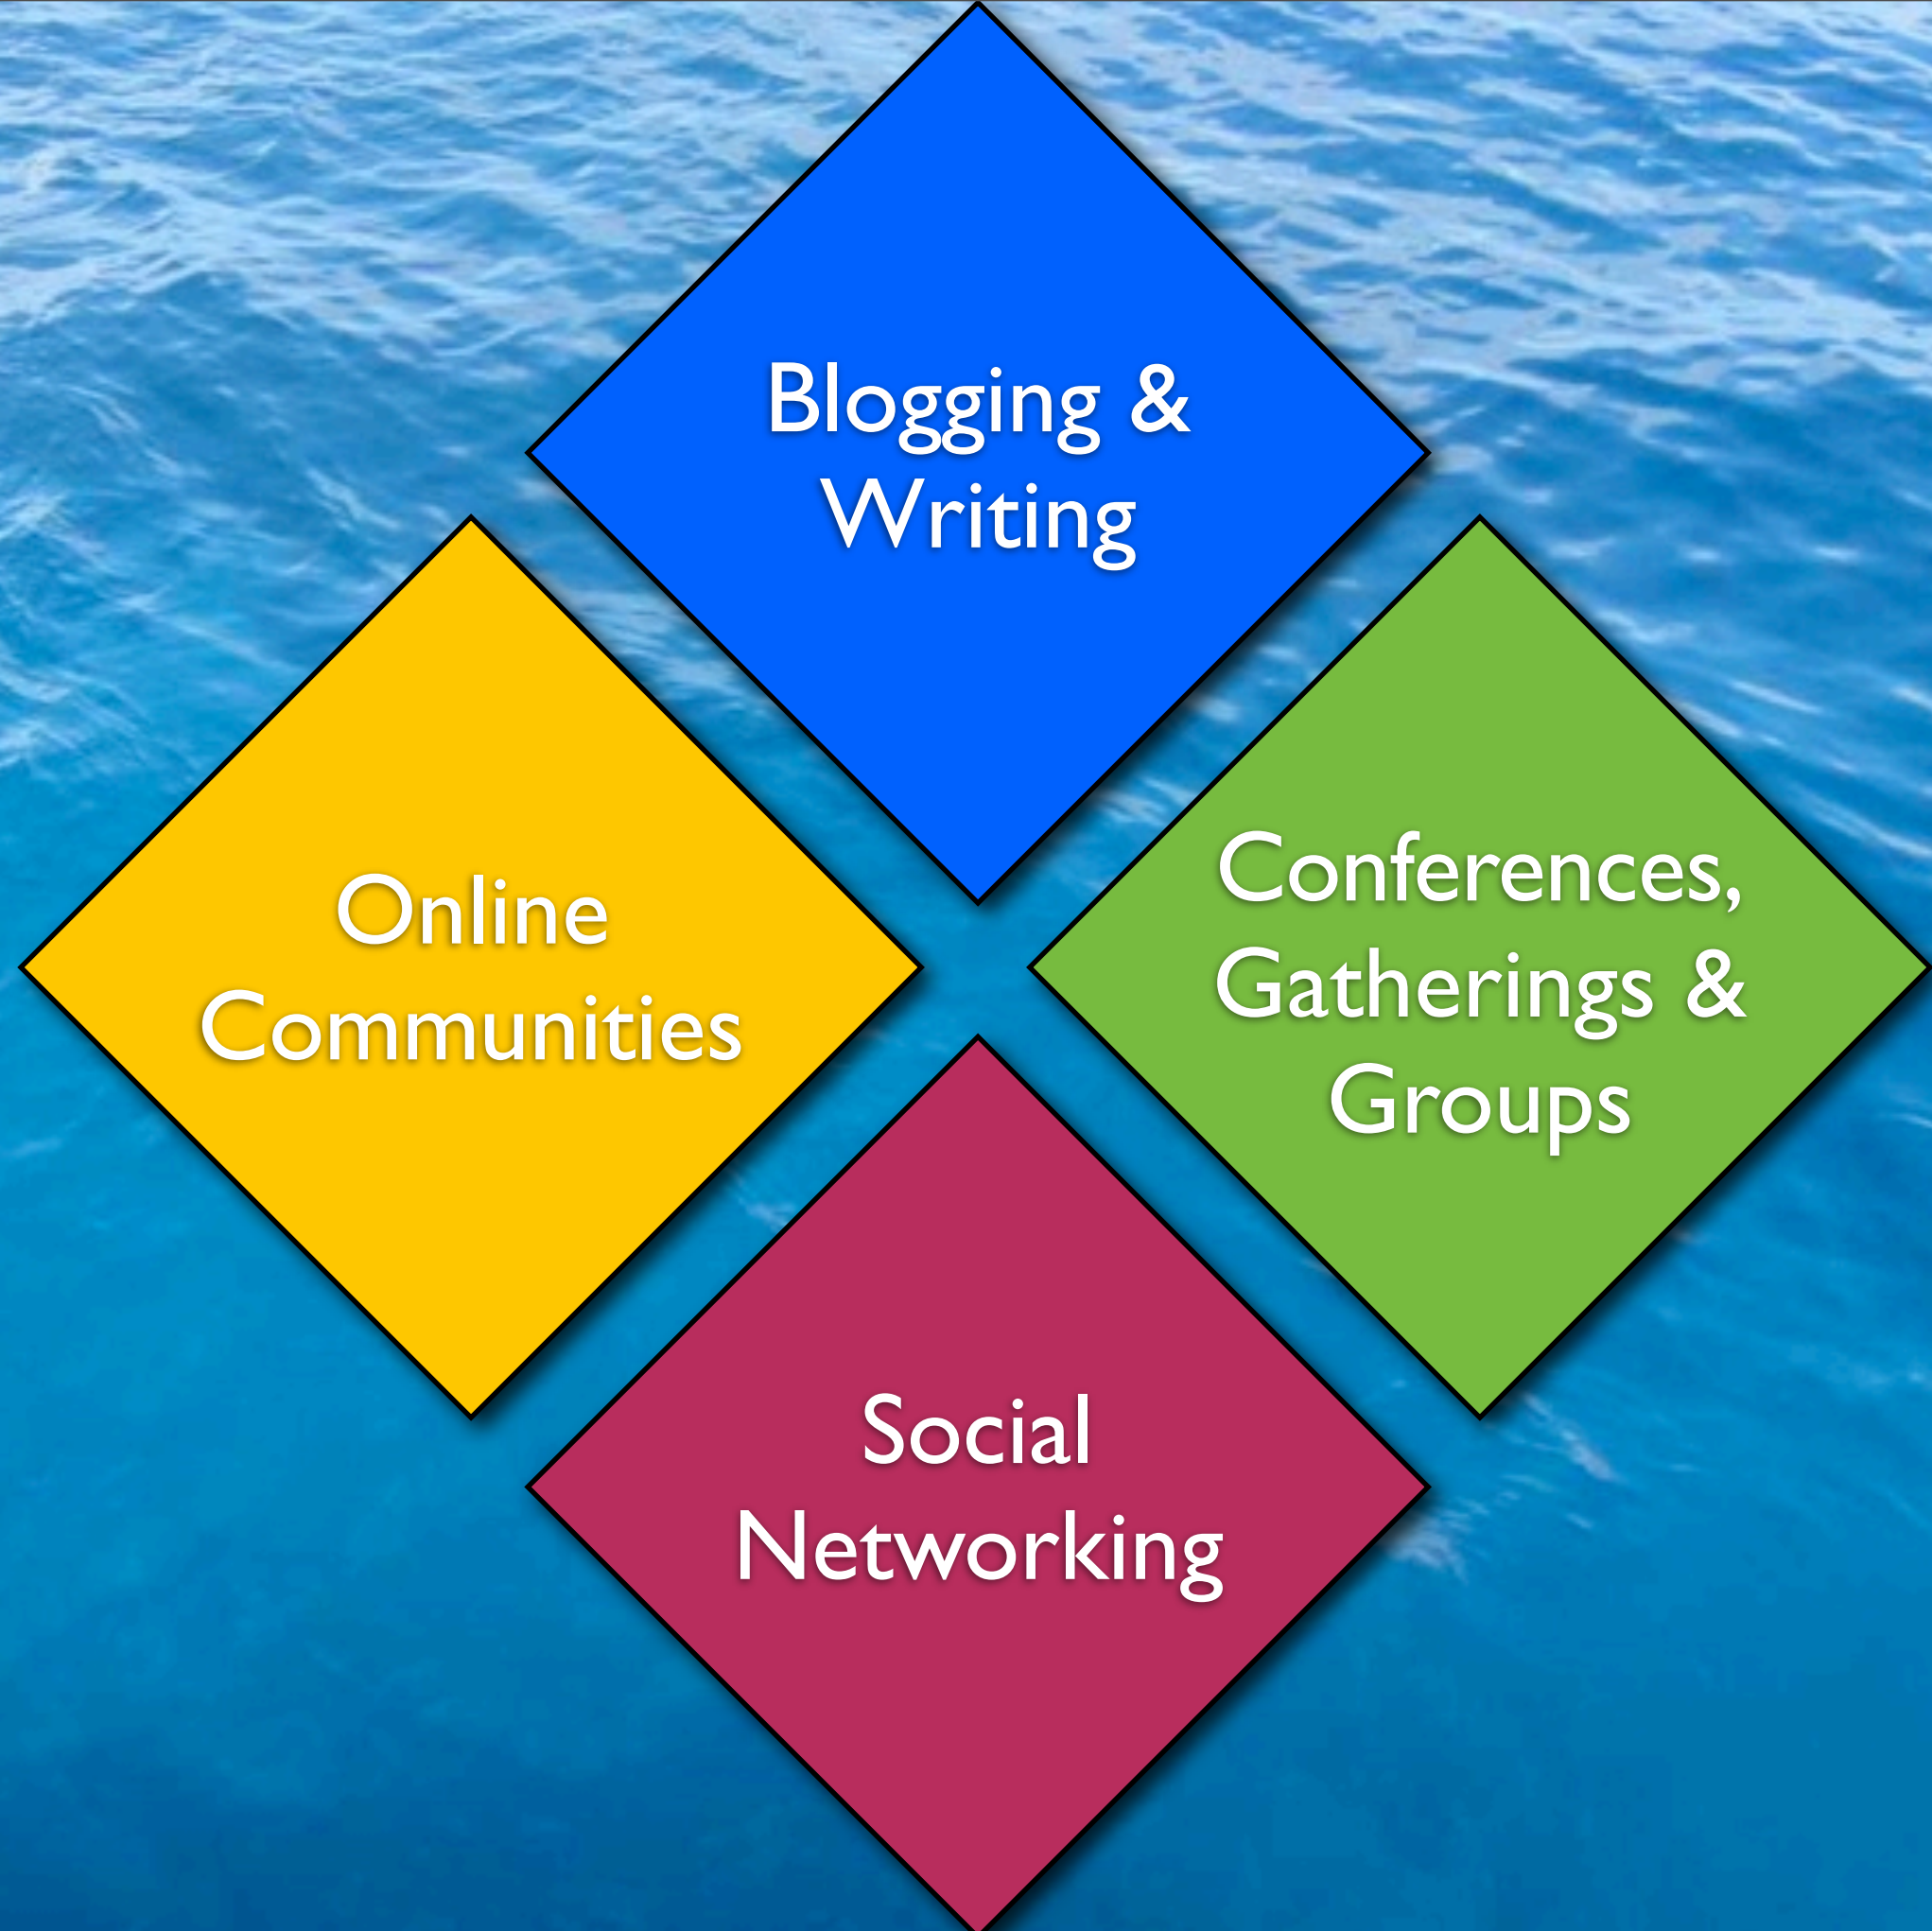 Blogging &
Writing
Online
Communities
Conferences,
Gatherings &
Groups
Social
Networking